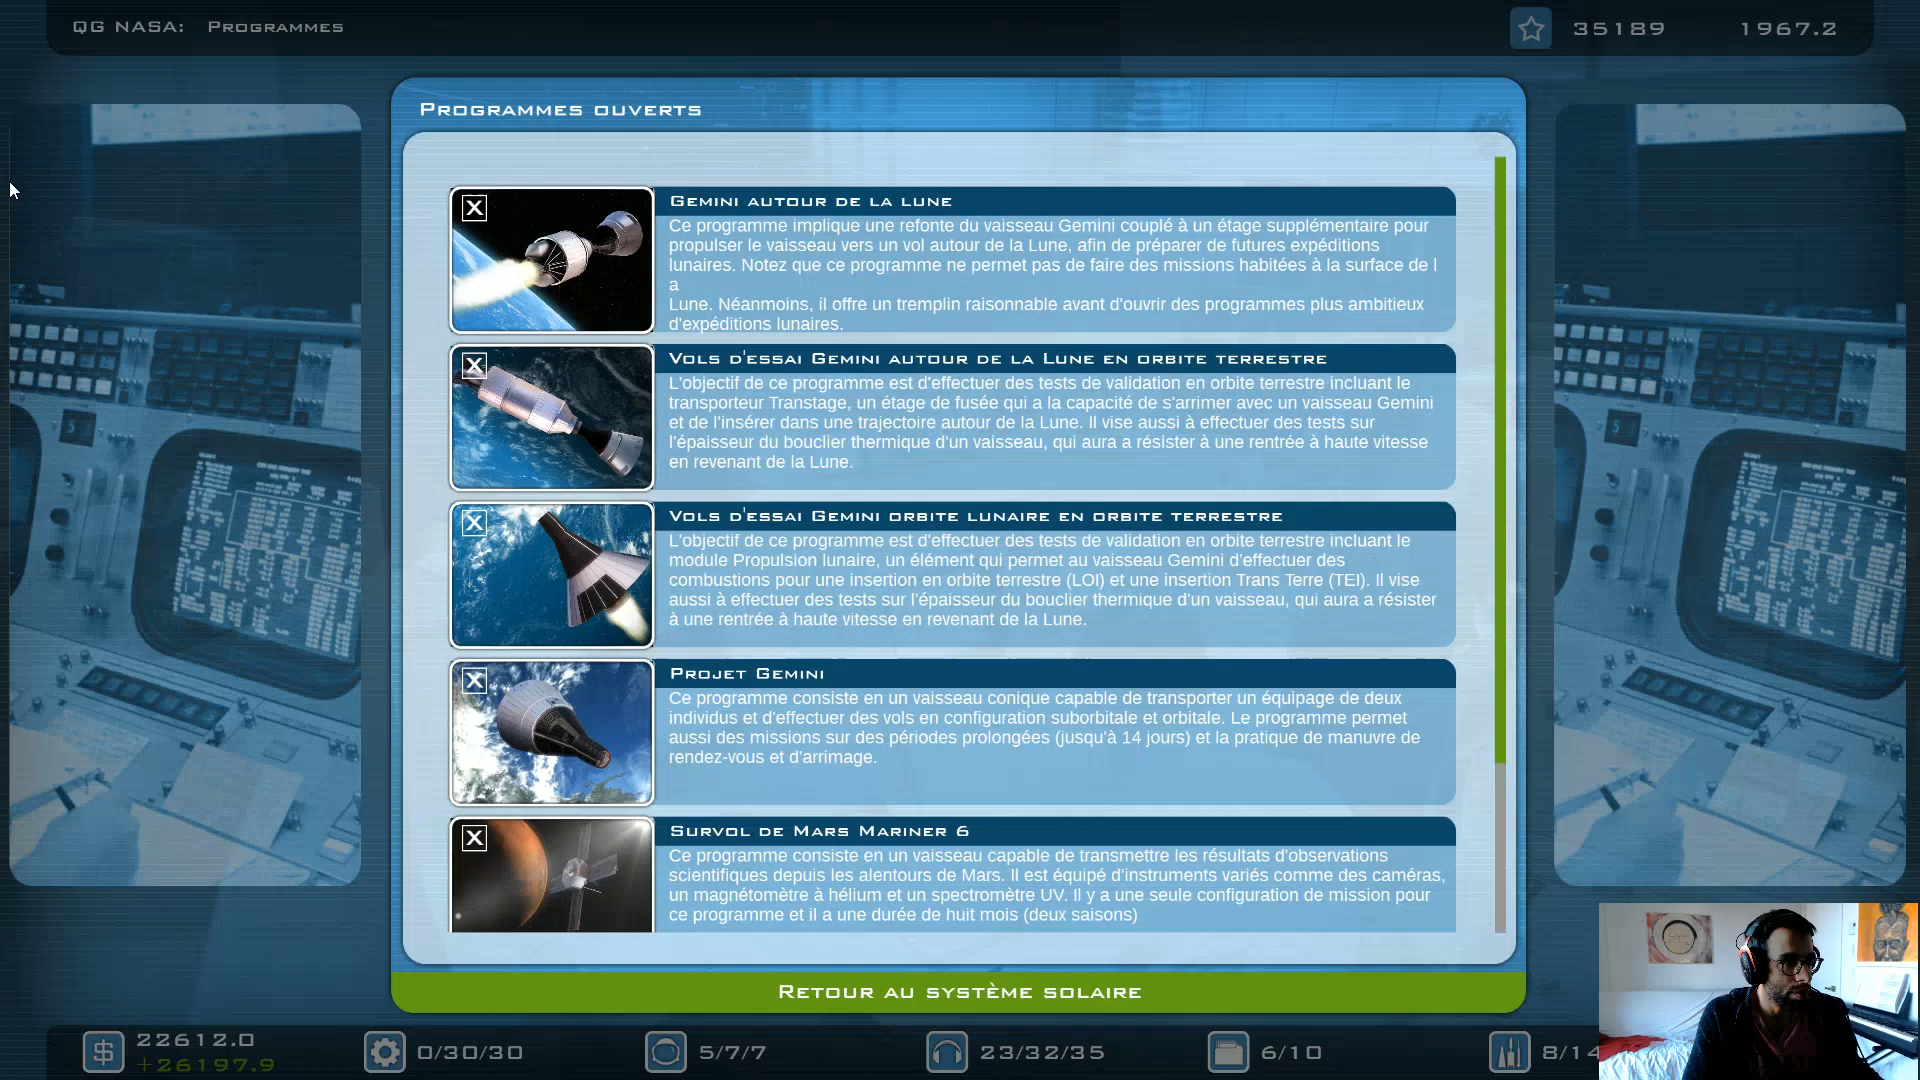 QG NASA: Programmes
35189
1967.2
Programmes ouverts
Gemini autour de la Lune
Ce programme implique une refonte du vaisseau Gemini couplé à un étage supplémentaire pour
propulser le vaisseau vers un vol autour de la Lune, afin de préparer de futures expéditions
lunaires. Notez que ce programme ne permet pas de faire des missions habitées à la surface de l
a
Lune. Néanmoins, il offre un tremplin raisonnable avant d'ouvrir des programmes plus ambitieux
d'expéditions lunaires.
Vols d'essai Gemini autour de la Lune en orbite terrestre
L'objectif de ce programme est d'effectuer des tests de validation en orbite terrestre incluant le
transporteur Transtage, un étage de fusée qui a la capacité de s'arrimer avec un vaisseau Gemini
et de l'insérer dans une trajectoire autour de la Lune. Il vise aussi à effectuer des tests sur
l'épaisseur du bouclier thermique d'un vaisseau, qui aura a résister à une rentrée à haute vitesse
en revenant de la Lune.
Vols d'essai Gemini orbite lunaire en orbite terrestre
L'objectif de ce programme est d'effectuer des tests de validation en orbite terrestre incluant le
module Propulsion lunaire, un élément qui permet au vaisseau Gemini d'effectuer des
combustions pour une insertion en orbite terrestre (LOI) et une insertion Trans Terre (TEI). Il vise
aussi à effectuer des tests sur l'épaisseur du bouclier thermique d'un vaisseau, qui aura a résister
à une rentrée à haute vitesse en revenant de la Lune.
Projet Gemini
Ce programme consiste en un vaisseau conique capable de transporter un équipage de deux
individus et d'effectuer des vols en configuration suborbitale et orbitale. Le programme permet
aussi des missions sur des périodes prolongées (jusqu'à 14 jours) et la pratique de manuvre de
rendez-vous et d'arrimage.
Survol de Mars Mariner 6
Ce programme consiste en un vaisseau capable de transmettre les résultats d'observations
scientifiques depuis les alentours de Mars. Il est équipé d'instruments variés comme des caméras,
un magnétomètre à hélium et un spectromètre UV. Il y a une seule configuration de mission pour
ce programme et il a une durée de huit mois (deux saisons)
Retour au système solaire
22612.0
+26197.9
0/30/30
5/7/7
23/32/35
6/10
8/14